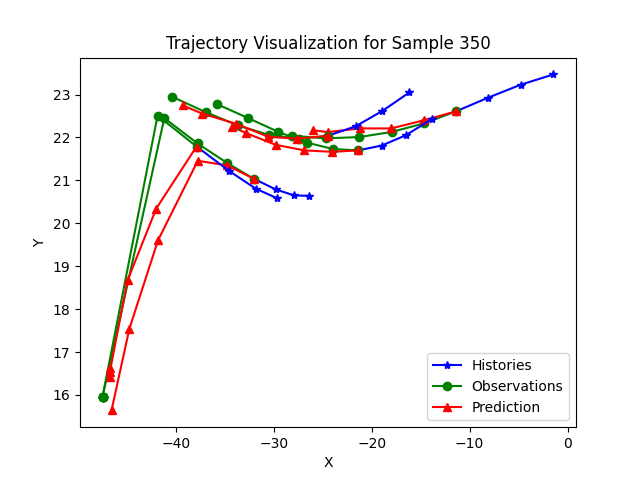 Trajectory Visualization for Sample 350
Y
23
22
21
20
19
18
17
16
Histories
Observations
Prediction
−40
−30
−20
−10
0
X